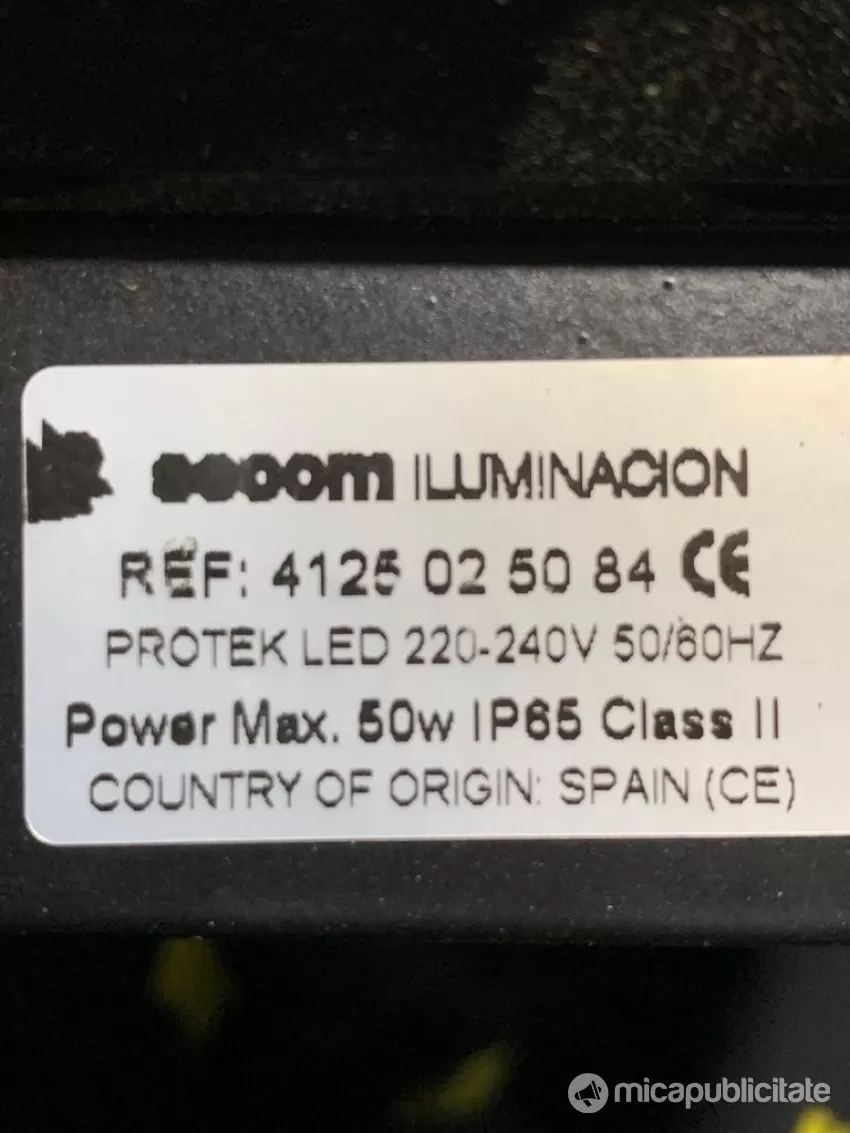 secom ILUMINACION
REF: 4125 02 50 84 CE
PROTEK LED 220-240V 50/60HZ
Power Max. 50w IP65 Class II
COUNTRY OF ORIGIN: SPAIN (CE)
micapublicitate